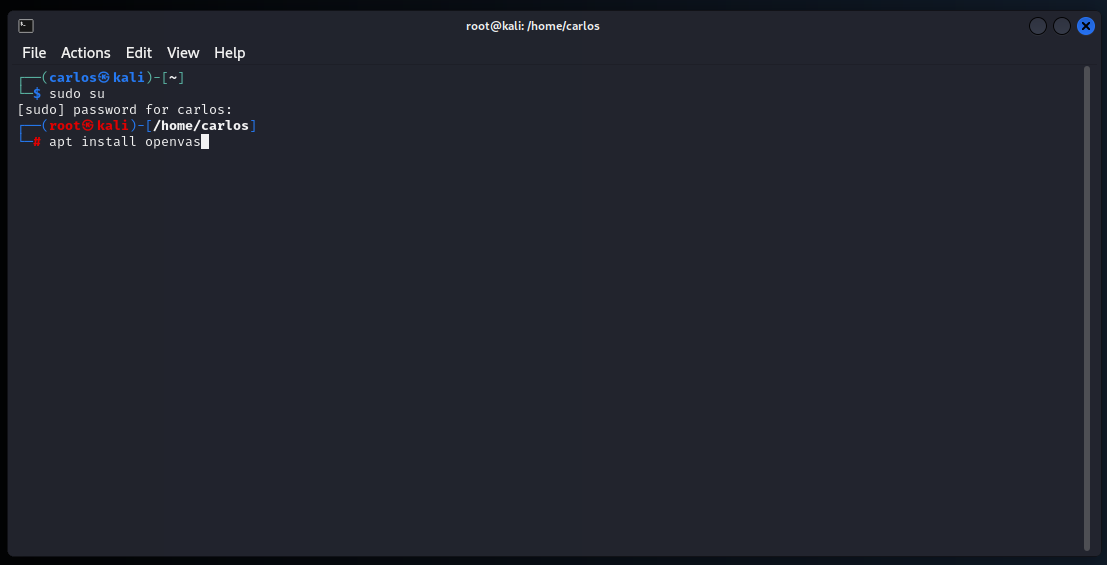 root@kali: /home/carlos
File Actions Edit View Help
┌──(carlos㉿kali)-[~]
└─$ sudo su
[sudo] password for carlos:
┌──(root㉿kali)-[/home/carlos]
└─# apt install openvas